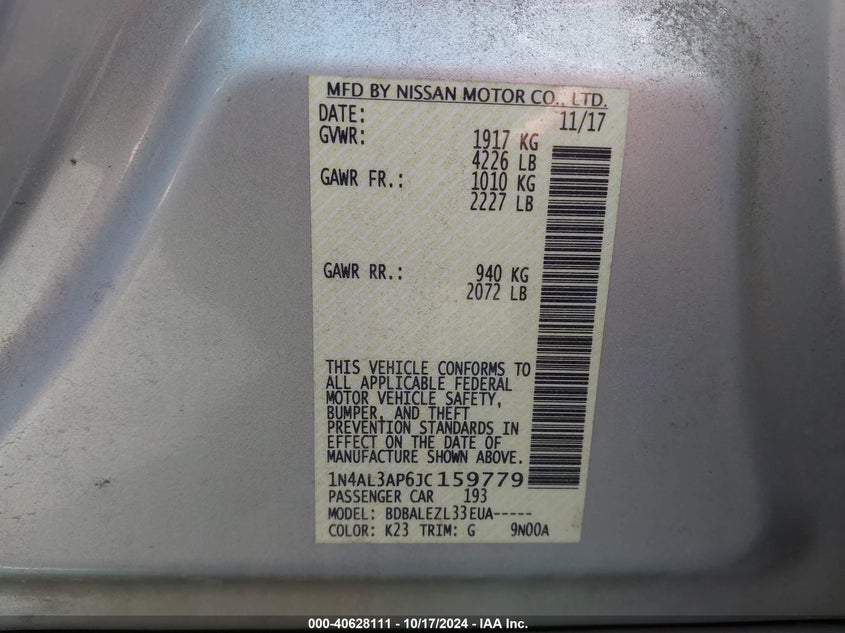 MFD BY NISSAN MOTOR CO., LTD.
DATE: 11/17
GVWR: 1917 KG
4226 LB
GAWR FR.: 1010 KG
2227 LB
GAWR RR.: 940 KG
2072 LB
THIS VEHICLE CONFORMS TO
ALL APPLICABLE FEDERAL
MOTOR VEHICLE SAFETY,
BUMPER, AND THEFT
PREVENTION STANDARDS IN
EFFECT ON THE DATE OF
MANUFACTURE SHOWN ABOVE.
1N4AL3AP6JC159779
PASSENGER CAR 193
MODEL: BDBALEZL33EUA-----
COLOR: K23 TRIM: G 9N00A
000-40628111 - 10/17/2024 - IAA Inc.